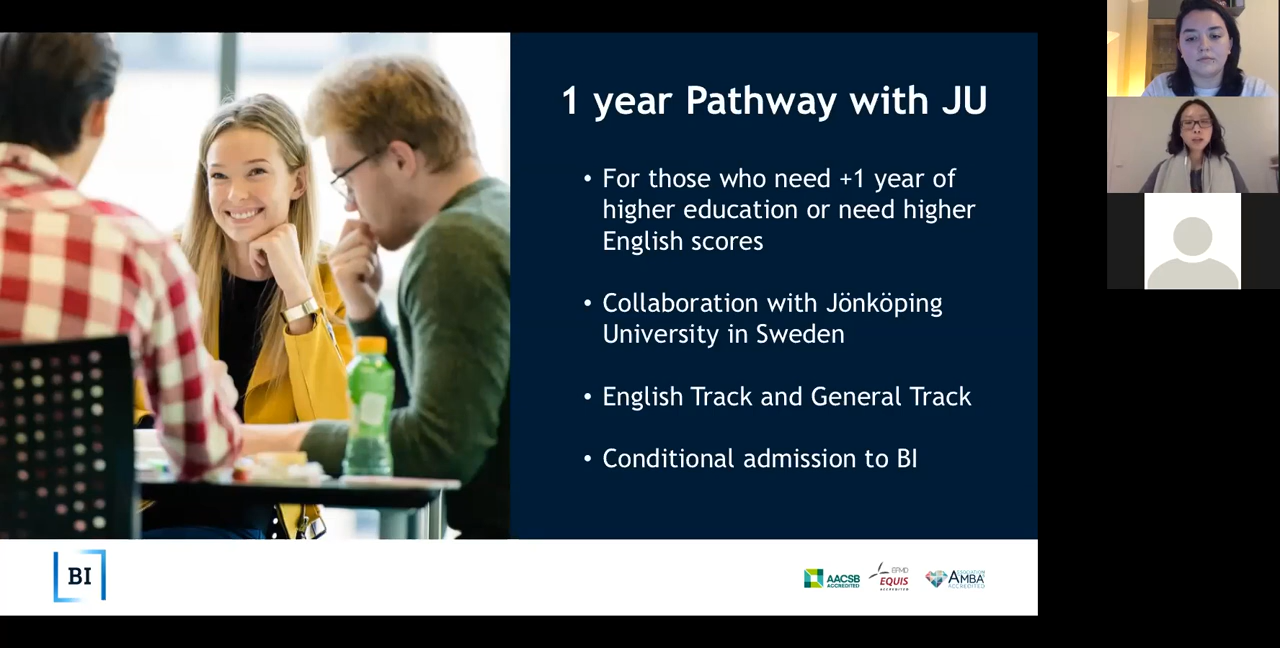 1 year Pathway with JU
• For those who need +1 year of
higher education or need higher
English scores
• Collaboration with Jönköping
University in Sweden
• English Track and General Track
• Conditional admission to BI
BI
AACSB
ACCREDITED
EFMD
EQUIS
ACCREDITED
ASSOCIATION
AMBA
ACCREDITED